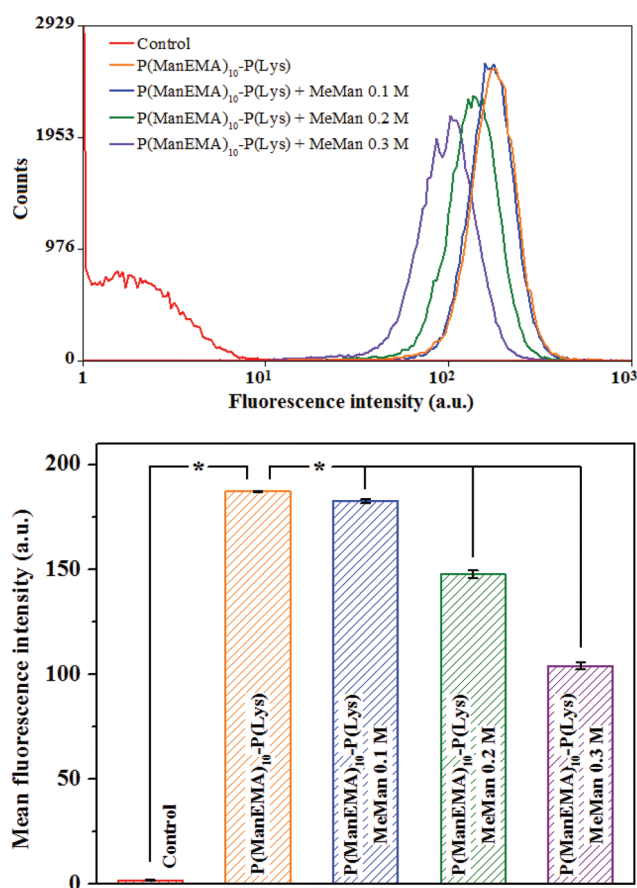 2929
1953
976
0
Counts
Control
P(ManEMA)₁₀-P(Lys)
P(ManEMA)₁₀-P(Lys) + MeMan 0.1 M
P(ManEMA)₁₀-P(Lys) + MeMan 0.2 M
P(ManEMA)₁₀-P(Lys) + MeMan 0.3 M
1 10¹ 10² 10³
Fluorescence intensity (a.u.)
200
150
100
50
0
Mean fluorescence intensity (a.u.)
* *
Control
P(ManEMA)₁₀-P(Lys)
P(ManEMA)₁₀-P(Lys)
MeMan 0.1 M
P(ManEMA)₁₀-P(Lys)
MeMan 0.2 M
P(ManEMA)₁₀-P(Lys)
MeMan 0.3 M